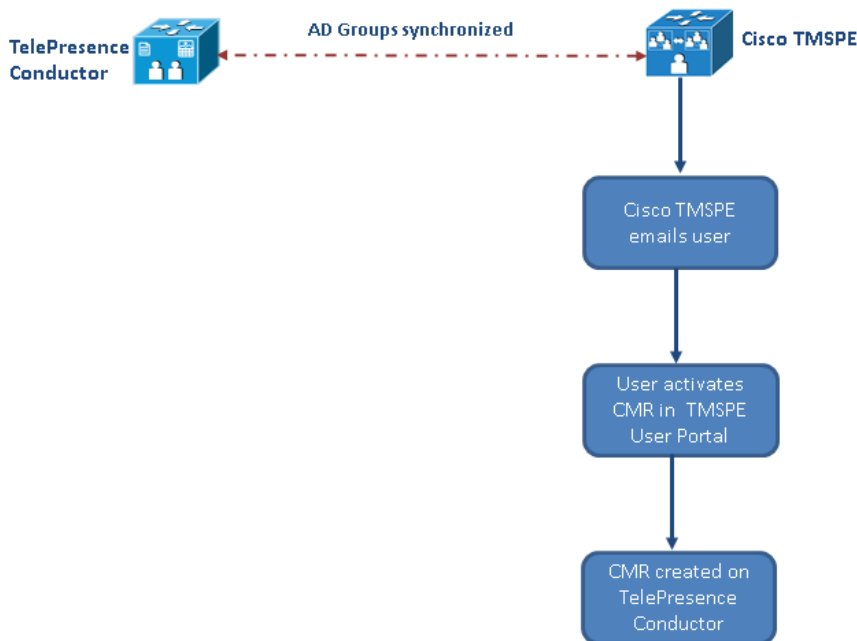 TelePresence
Conductor
AD Groups synchronized
Cisco TMSPE
Cisco TMSPE
emails user
User activates
CMR in TMSPE
User Portal
CMR created on
TelePresence
Conductor